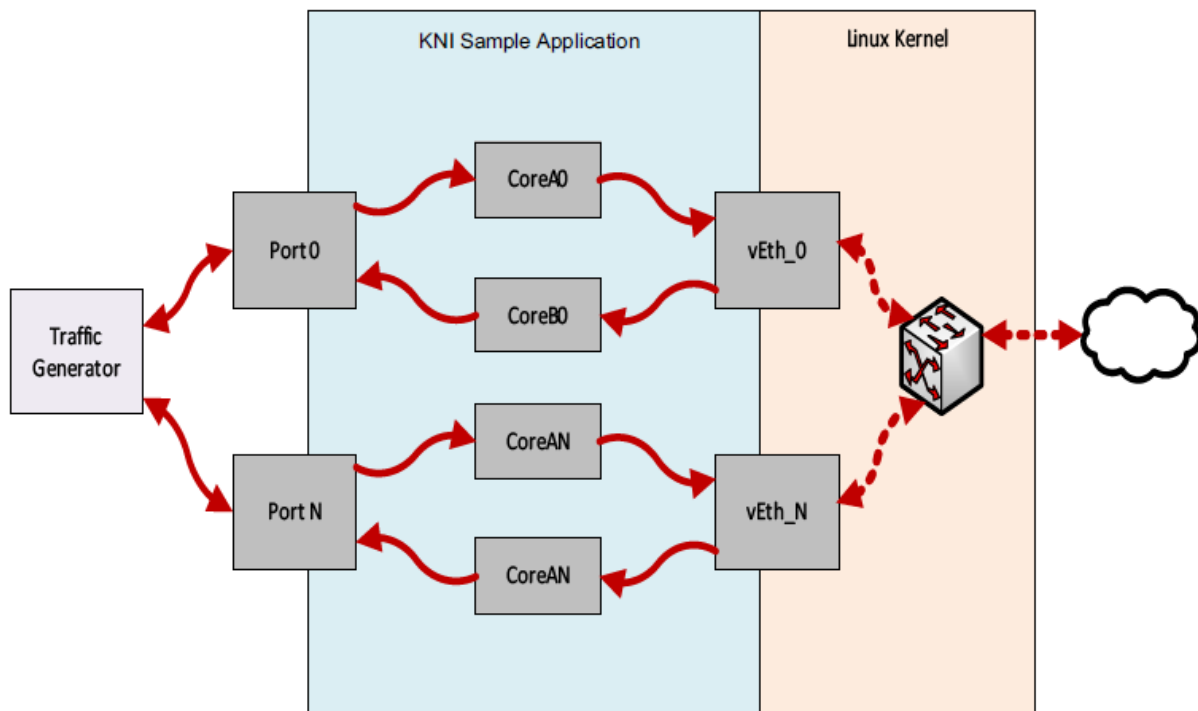 KNI Sample Application
Linux Kernel
CoreA0
Port 0
vEth_0
CoreB0
Traffic
Generator
CoreAN
Port N
vEth_N
CoreAN